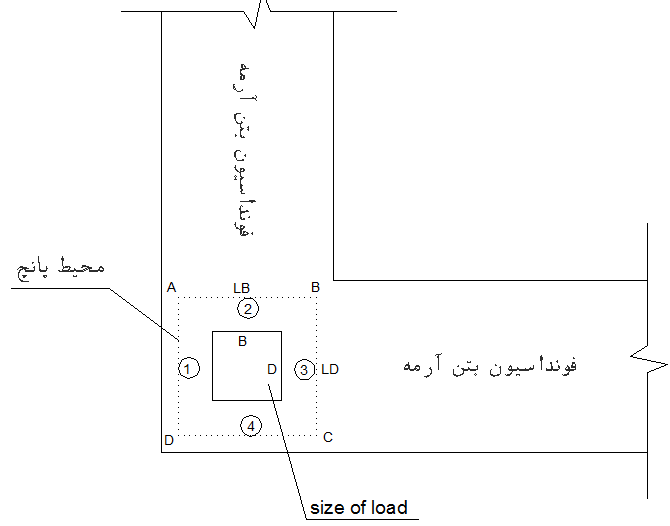 فونداسیون بتن آرمه
محیط پانچ
A
LB
B
2
B
1
D
3
LD
فونداسیون بتن آرمه
4
D
C
size of load